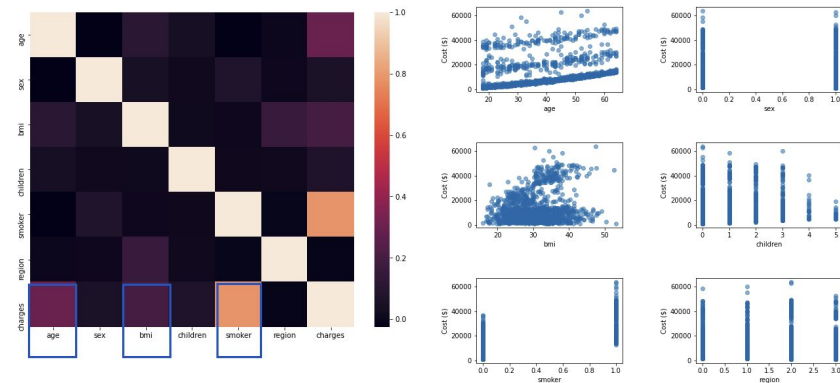 age
sex
bmi
children
smoker
region
charges
age sex bmi children smoker region charges
1.0
0.8
0.6
0.4
0.2
0.0
Cost ($)
60000
40000
20000
0
20 30 40 50 60
age
Cost ($)
60000
40000
20000
0
0.0 0.2 0.4 0.6 0.8 1.0
sex
Cost ($)
60000
40000
20000
0
20 30 40 50
bmi
Cost ($)
60000
40000
20000
0
0 1 2 3 4 5
children
Cost ($)
60000
40000
20000
0
0.0 0.2 0.4 0.6 0.8 1.0
smoker
Cost ($)
60000
40000
20000
0
0.0 0.5 1.0 1.5 2.0 2.5 3.0
region